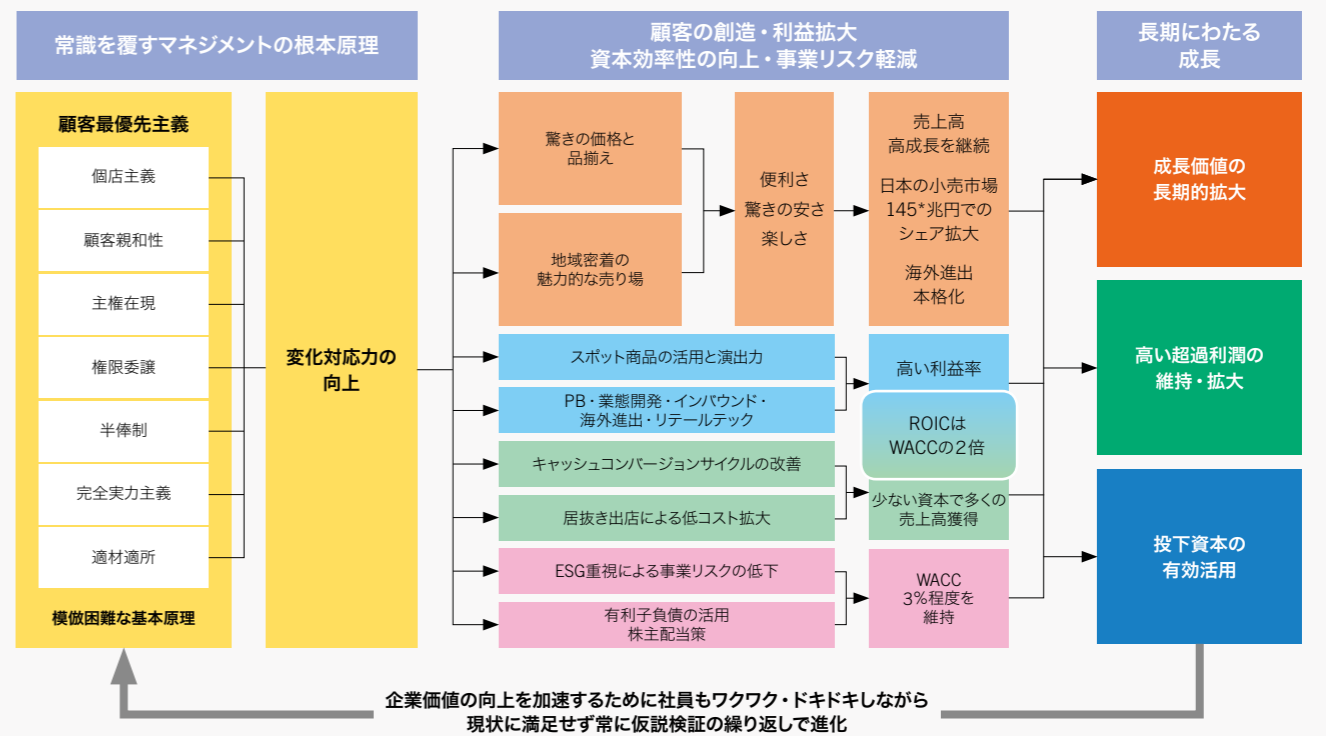 常識を覆すマネジメントの根本原理
顧客の創造・利益拡大
資本効率性の向上・事業リスク軽減
長期にわたる
成長
顧客最優先主義
個店主義
顧客親和性
主権在現
権限委譲
半俸制
完全実力主義
適材適所
模倣困難な基本原理
変化対応力の
向上
驚きの価格と
品揃え
地域密着の
魅力的な売り場
便利さ
驚きの安さ
楽しさ
売上高
高成長を継続
日本の小売市場
145*兆円での
シェア拡大
海外進出
本格化
スポット商品の活用と演出力
PB・業態開発・インバウンド・
海外進出・リテールテック
高い利益率
ROICは
WACCの2倍
キャッシュコンバージョンサイクルの改善
居抜き出店による低コスト拡大
少ない資本で多くの
売上高獲得
ESG重視による事業リスクの低下
有利子負債の活用
株主配当策
WACC
3%程度を
維持
成長価値の
長期的拡大
高い超過利潤の
維持・拡大
投下資本の
有効活用
企業価値の向上を加速するために社員もワクワク・ドキドキしながら
現状に満足せず常に仮説検証の繰り返しで進化